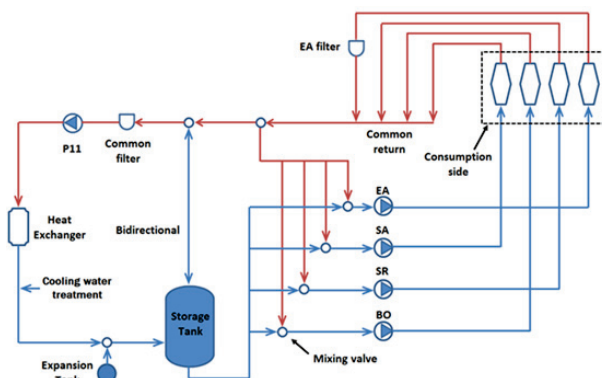 EA filter
Common
return
Consumption
side
P11
Common
filter
EA
Heat
Exchanger
Bidirectional
SA
Cooling water
treatment
SR
Storage
Tank
BO
Mixing valve
Expansion